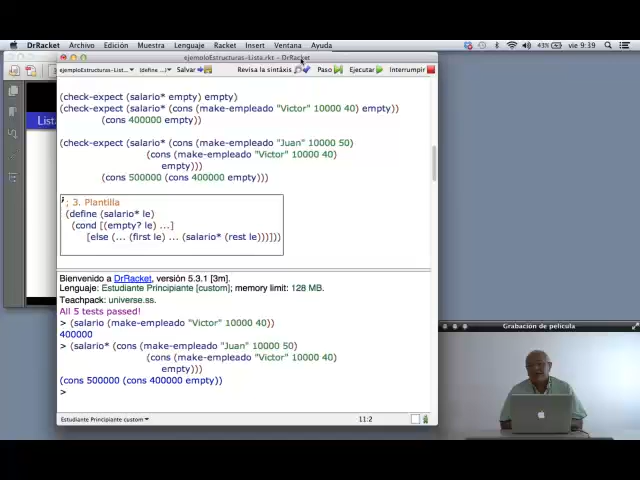 DrRacket Archivo Edición Muestra Lenguaje Racket Insert Ventana Ayuda 43% vie 9:39
ejemploEstructuras-Lista.rkt - DrRacket
ejemploEstructuras-List... (define ...) Salvar Revisa la sintáxis Paso Ejecutar Interrumpir
(check-expect (salario* empty) empty)
(check-expect (salario* (cons (make-empleado "Victor" 10000 40) empty))
(cons 400000 empty))
(check-expect (salario* (cons (make-empleado "Juan" 10000 50)
(cons (make-empleado "Victor" 10000 40)
empty)))
(cons 500000 (cons 400000 empty)))
; 3. Plantilla
(define (salario* le)
(cond [(empty? le) ...]
[else (... (first le) ... (salario* (rest le)))]))
Bienvenido a DrRacket, versión 5.3.1 [3m].
Lenguaje: Estudiante Principiante [custom]; memory limit: 128 MB.
Teachpack: universe.ss.
All 5 tests passed!
> (salario (make-empleado "Victor" 10000 40))
400000
> (salario* (cons (make-empleado "Juan" 10000 50)
(cons (make-empleado "Victor" 10000 40)
empty)))
(cons 500000 (cons 400000 empty))
>
Estudiante Principiante custom 11:2
List
Grabación de película